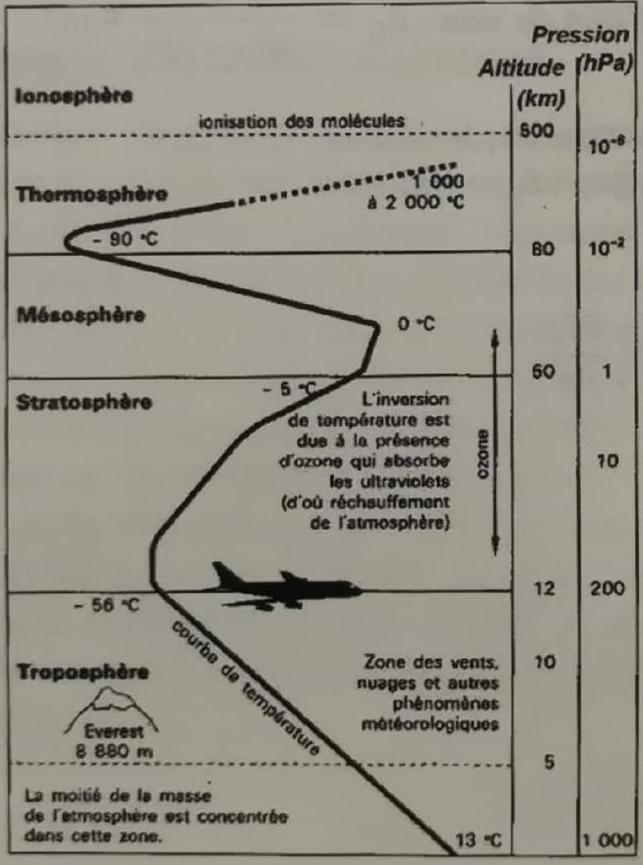 Pression
(hPa)
Altitude
(km)
Ionosphère
ionisation des molécules
500
10⁻⁸
Thermosphère
1 000
à 2 000 °C
- 90 °C
80
10⁻²
Mésosphère
0 °C
50
1
- 5 °C
Stratosphère
L'inversion
de température est
due à la présence
d'ozone qui absorbe
les ultraviolets
(d'où réchauffement
de l'atmosphère)
ozone
10
12
200
- 56 °C
courbe de température
Troposphère
Everest
8 880 m
Zone des vents,
nuages et autres
phénomènes
météorologiques
10
5
La moitié de la masse
de l'atmosphère est concentrée
dans cette zone.
13 °C
1 000